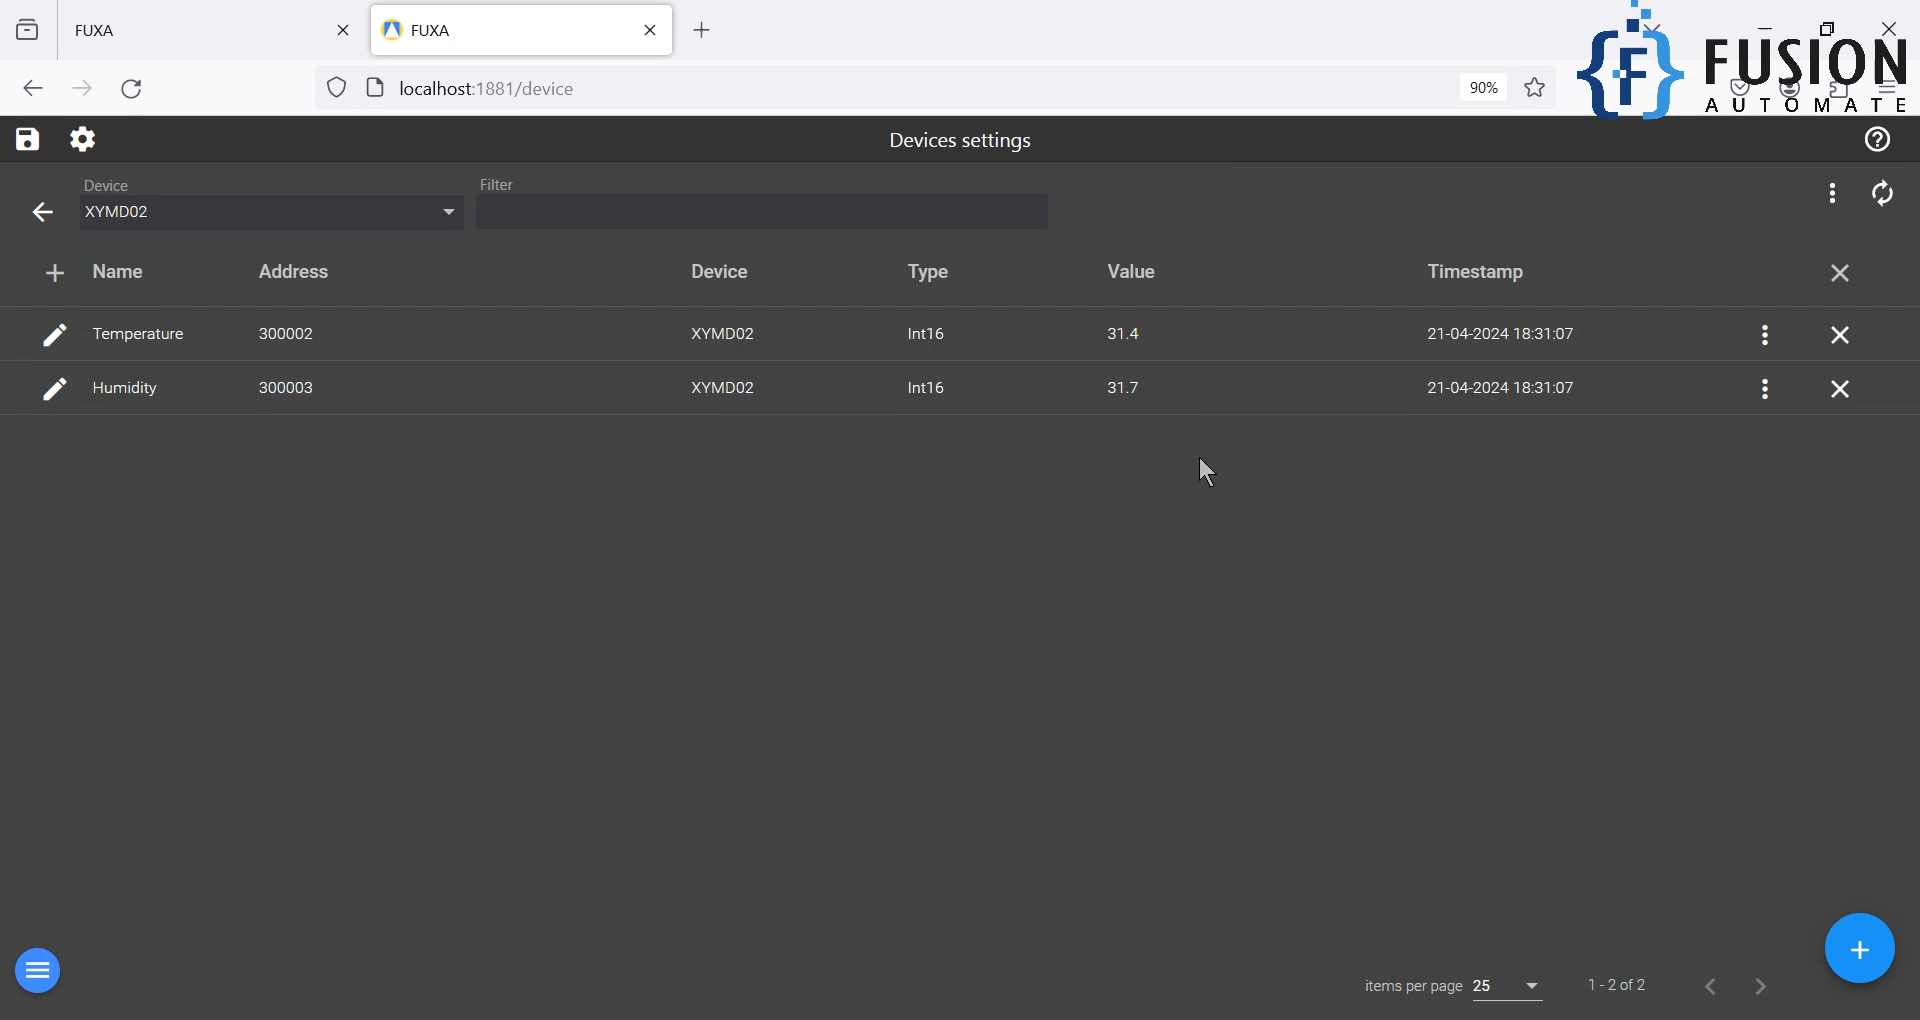 FUXA
FUXA
localhost:1881/device
90%
FUSION
AUTOMATE
Devices settings
Device
XYMD02
Filter
Name Address Device Type Value Timestamp
Temperature 300002 XYMD02 Int16 31.4 21-04-2024 18:31:07
Humidity 300003 XYMD02 Int16 31.7 21-04-2024 18:31:07
items per page 25 1 - 2 of 2